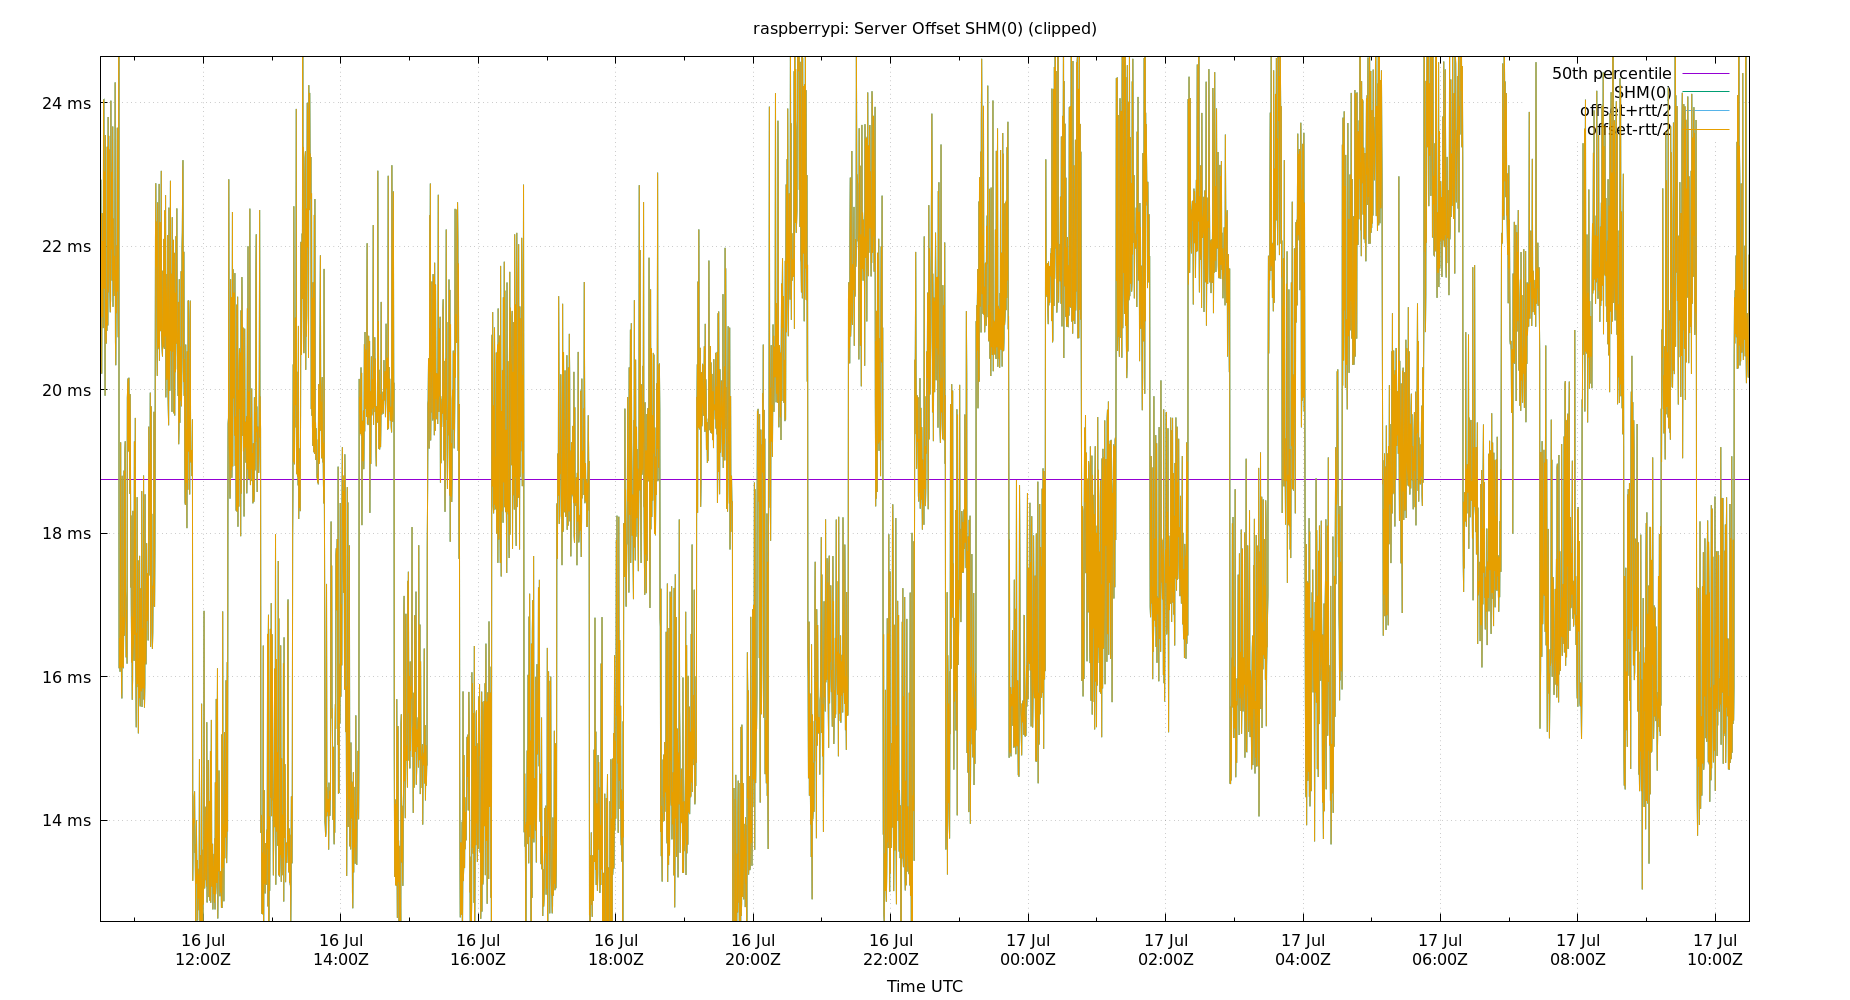 raspberrypi: Server Offset SHM(0) (clipped)
50th percentile
SHM(0)
offset+rtt/2
offset-rtt/2
24 ms
22 ms
20 ms
18 ms
16 ms
14 ms
16 Jul 16 Jul 16 Jul 16 Jul 16 Jul 16 Jul 17 Jul 17 Jul 17 Jul 17 Jul 17 Jul 17 Jul
12:00Z 14:00Z 16:00Z 18:00Z 20:00Z 22:00Z 00:00Z 02:00Z 04:00Z 06:00Z 08:00Z 10:00Z
Time UTC